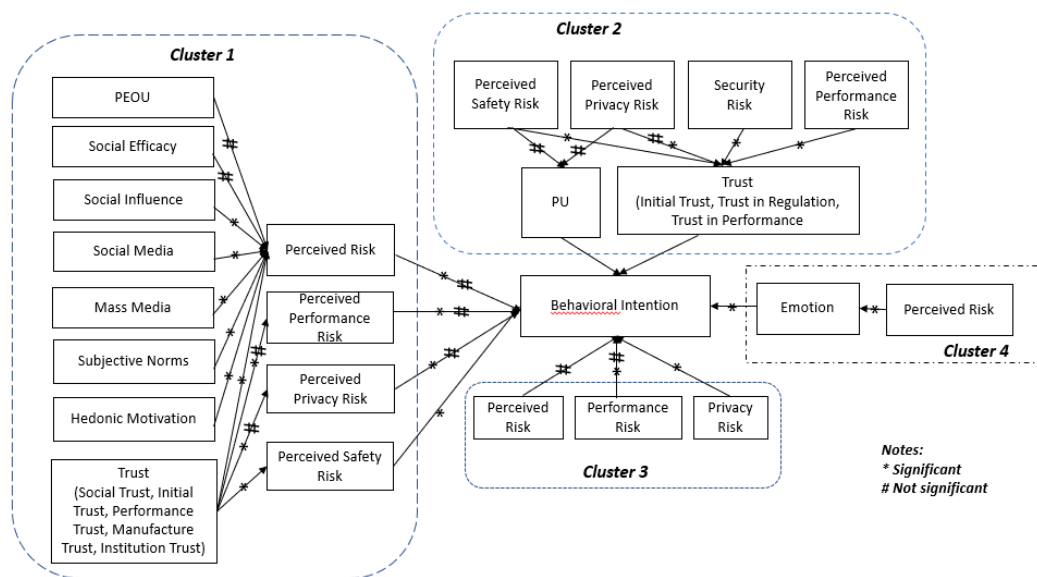 Cluster 1
PEOU
Social Efficacy
Social Influence
Social Media
Mass Media
Subjective Norms
Hedonic Motivation
Trust
(Social Trust, Initial
Trust, Performance
Trust, Manufacture
Trust, Institution Trust)
Perceived Risk
Perceived
Performance
Risk
Perceived
Privacy Risk
Perceived Safety
Risk
Cluster 2
Perceived
Safety Risk
Perceived
Privacy Risk
Security
Risk
Perceived
Performance
Risk
PU
Trust
(Initial Trust, Trust in Regulation,
Trust in Performance
Behavioral Intention
Emotion
Perceived Risk
Cluster 4
Perceived
Risk
Performance
Risk
Privacy
Risk
Cluster 3
Notes:
* Significant
# Not significant